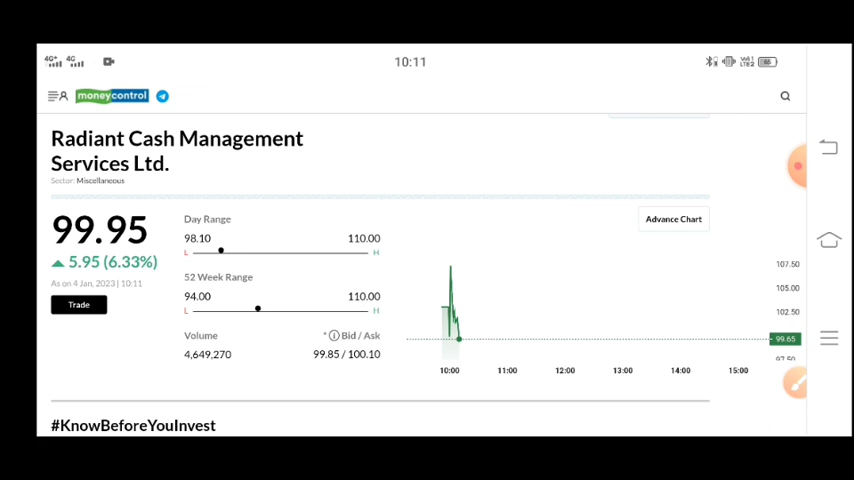 4G+ 4G 10:11
moneycontrol
Radiant Cash Management
Services Ltd.
Sector: Miscellaneous
99.95
5.95 (6.33%)
As on 4 Jan, 2023 | 10:11
Trade
Day Range
98.10 110.00
L H
52 Week Range
94.00 110.00
L H
Volume * Bid / Ask
4,649,270 99.85 / 100.10
Advance Chart
107.50
105.00
102.50
99.65
97.50
10:00 11:00 12:00 13:00 14:00 15:00
#KnowBeforeYouInvest